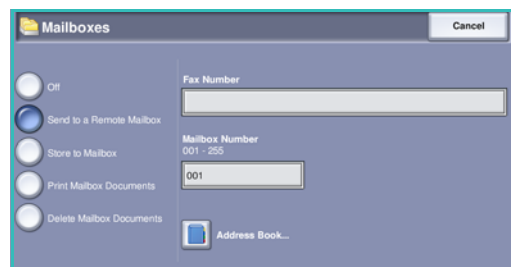 Mailboxes
Cancel
Off
Send to a Remote Mailbox
Store to Mailbox
Print Mailbox Documents
Delete Mailbox Documents
Fax Number
Mailbox Number
001 - 255
001
Address Book...